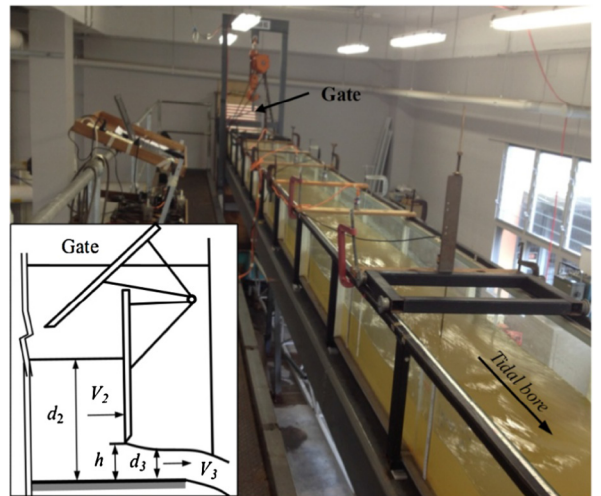 Gate
Gate
V2
d2
h
d3
V3
Tidal bore